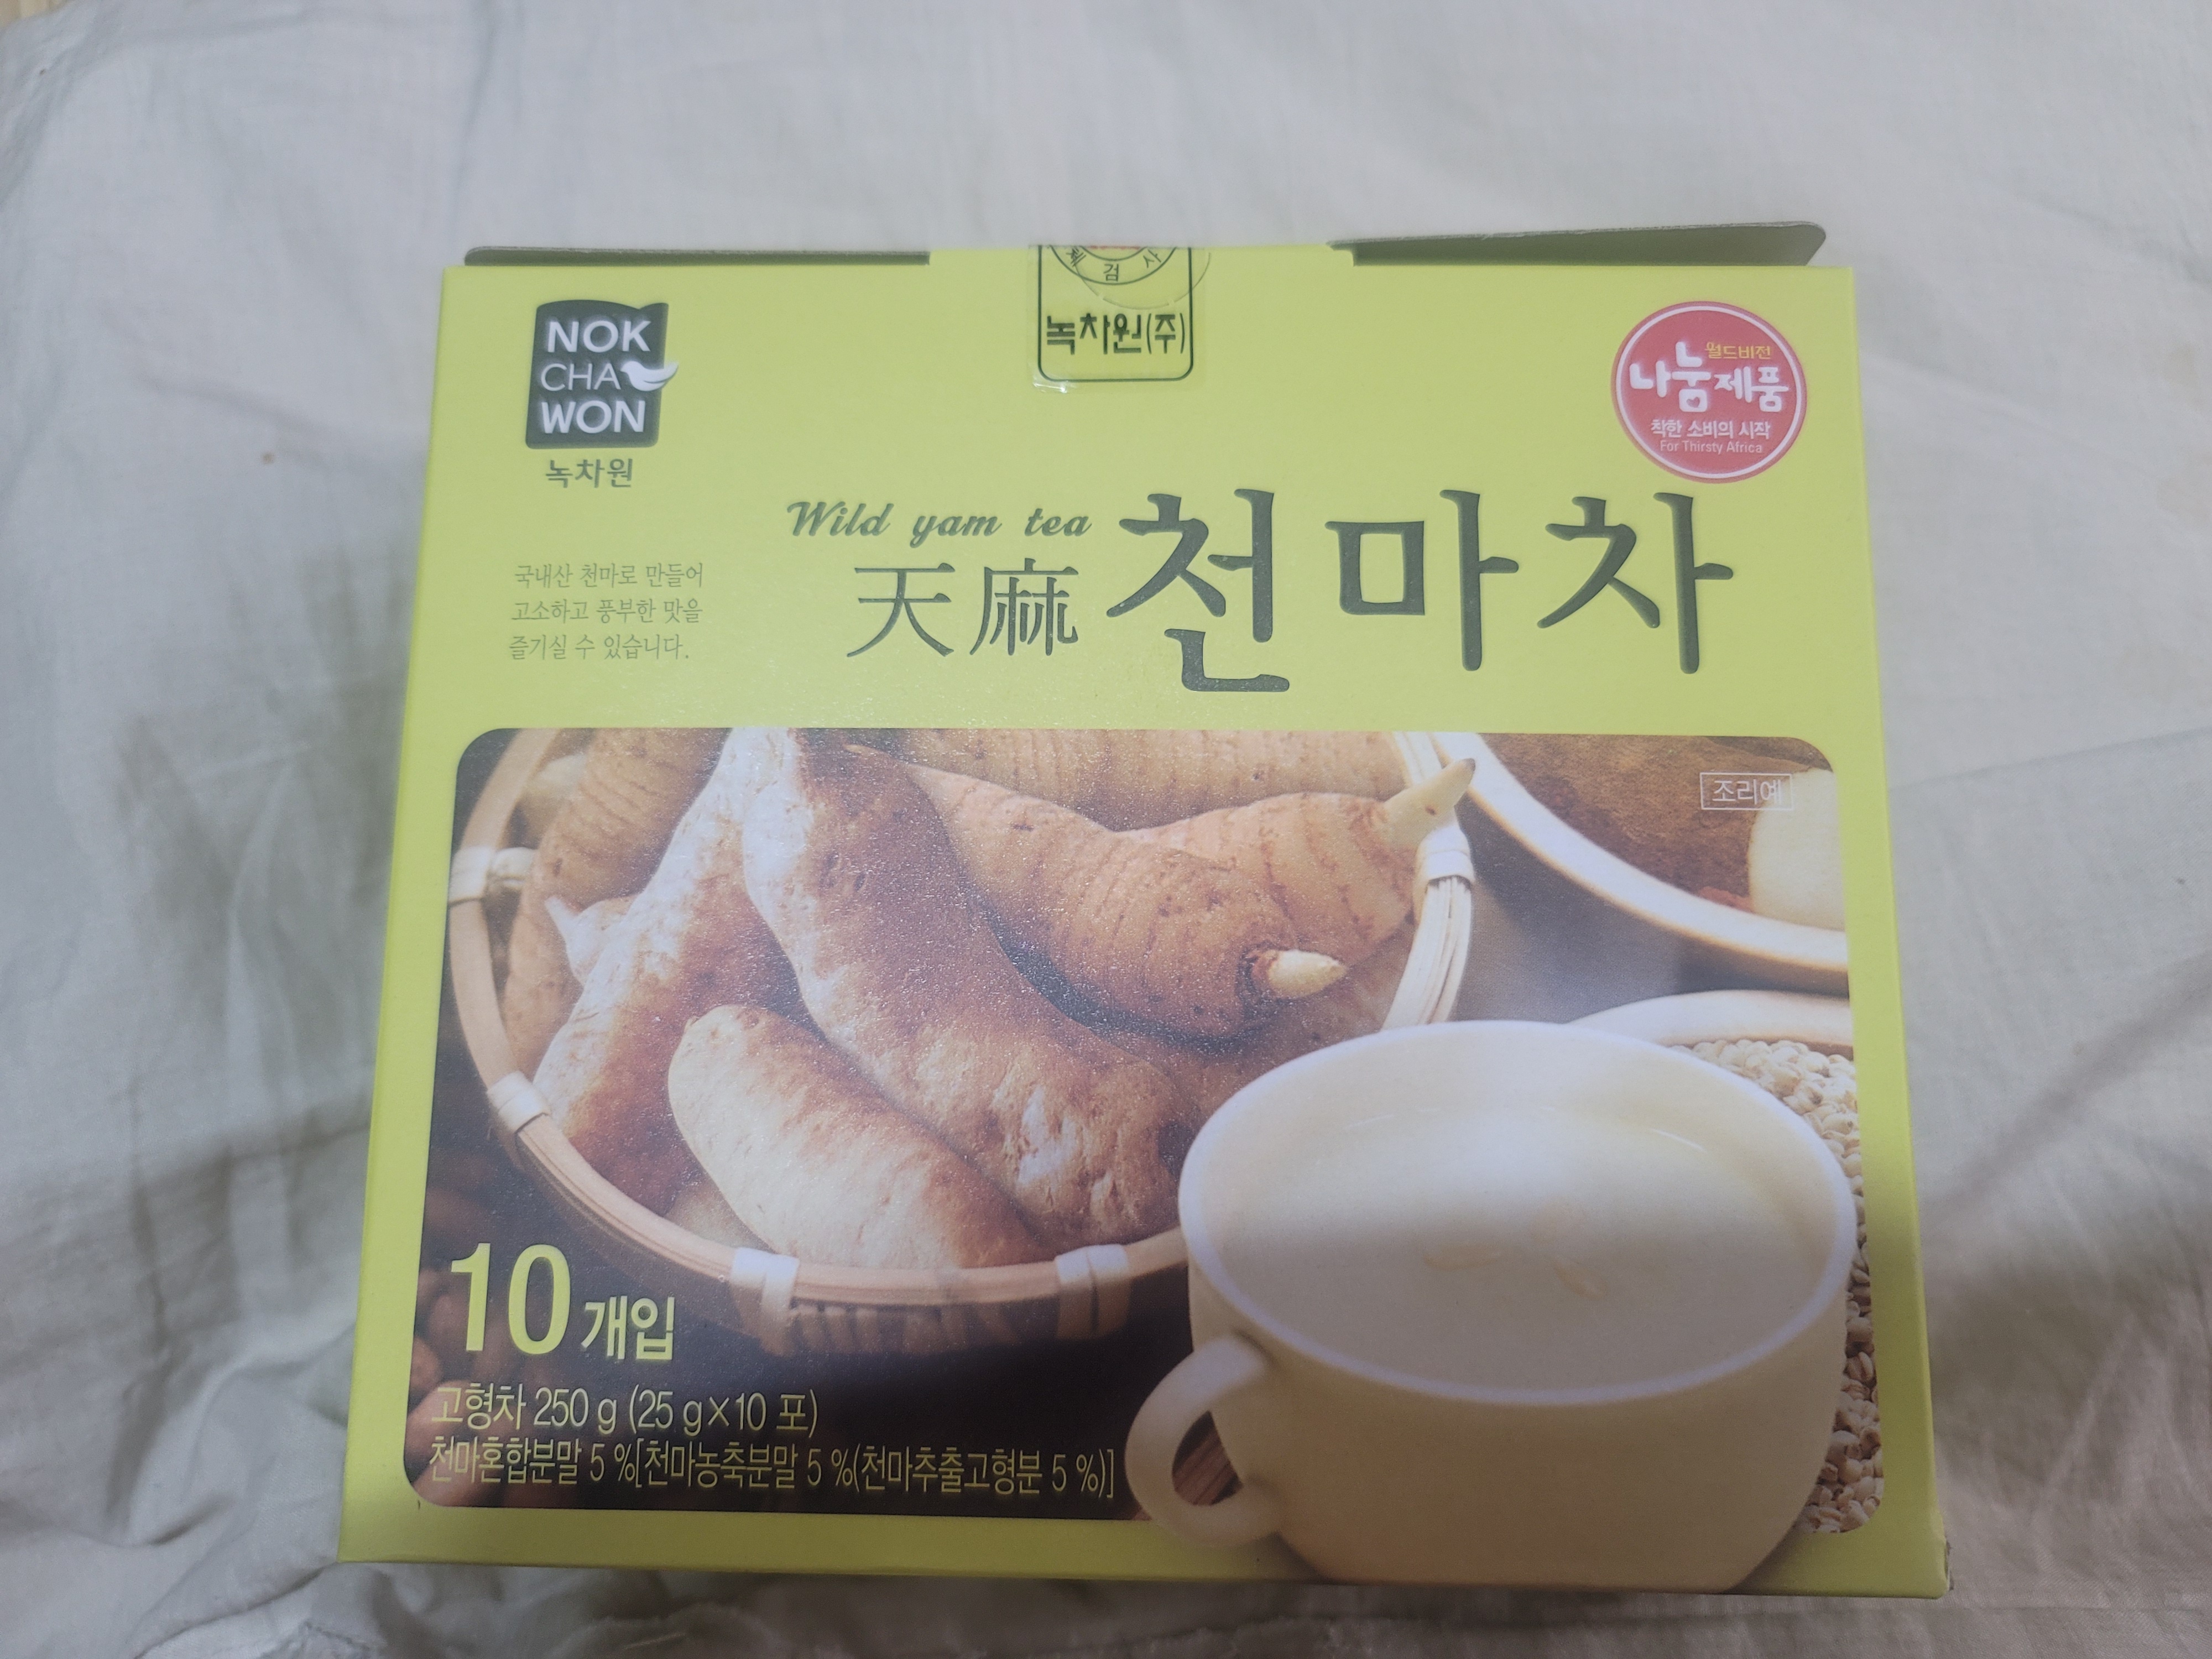 검 사
녹차원(주)
NOK
CHA
WON
녹차원
월드비전
나눔제품
착한 소비의 시작
For Thirsty Africa
Wild yam tea
天麻 천마차
국내산 천마로 만들어
고소하고 풍부한 맛을
즐기실 수 있습니다.
조리예
10개입
고형차 250 g (25 g×10 포)
천마혼합분말 5 %[천마농축분말 5 %(천마추출고형분 5 %)]